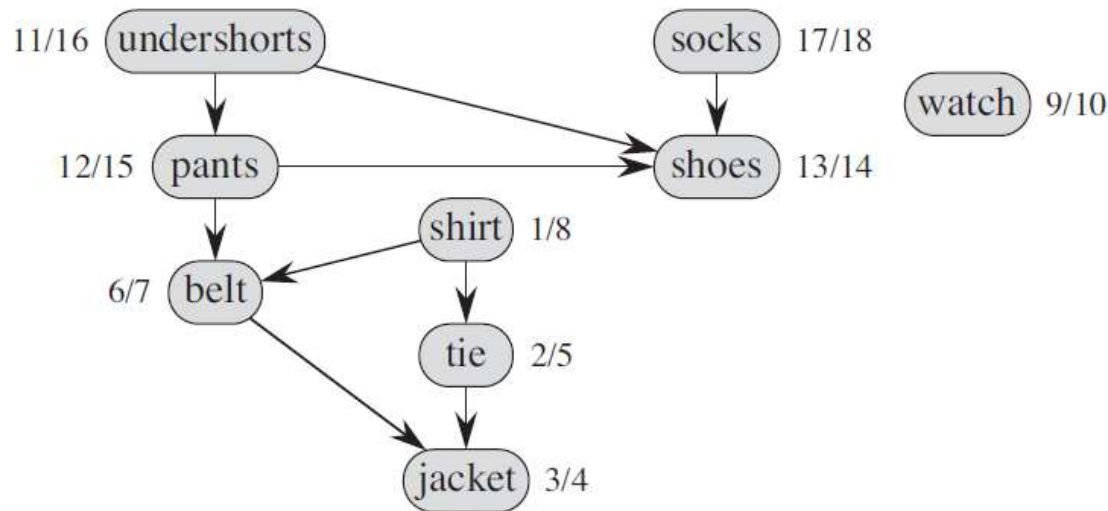 11/16 undershorts socks 17/18
watch 9/10
12/15 pants shoes 13/14
shirt 1/8
6/7 belt
tie 2/5
jacket 3/4